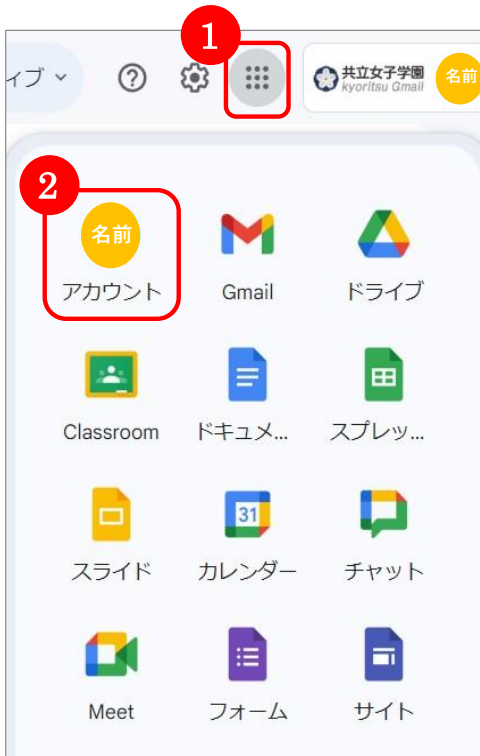 1
ィブ
共立女子学園
kyoritsu Gmail
名前
2
名前
アカウント
Gmail
ドライブ
Classroom
ドキュメ...
スプレッ...
31
スライド
カレンダー
チャット
Meet
フォーム
サイト